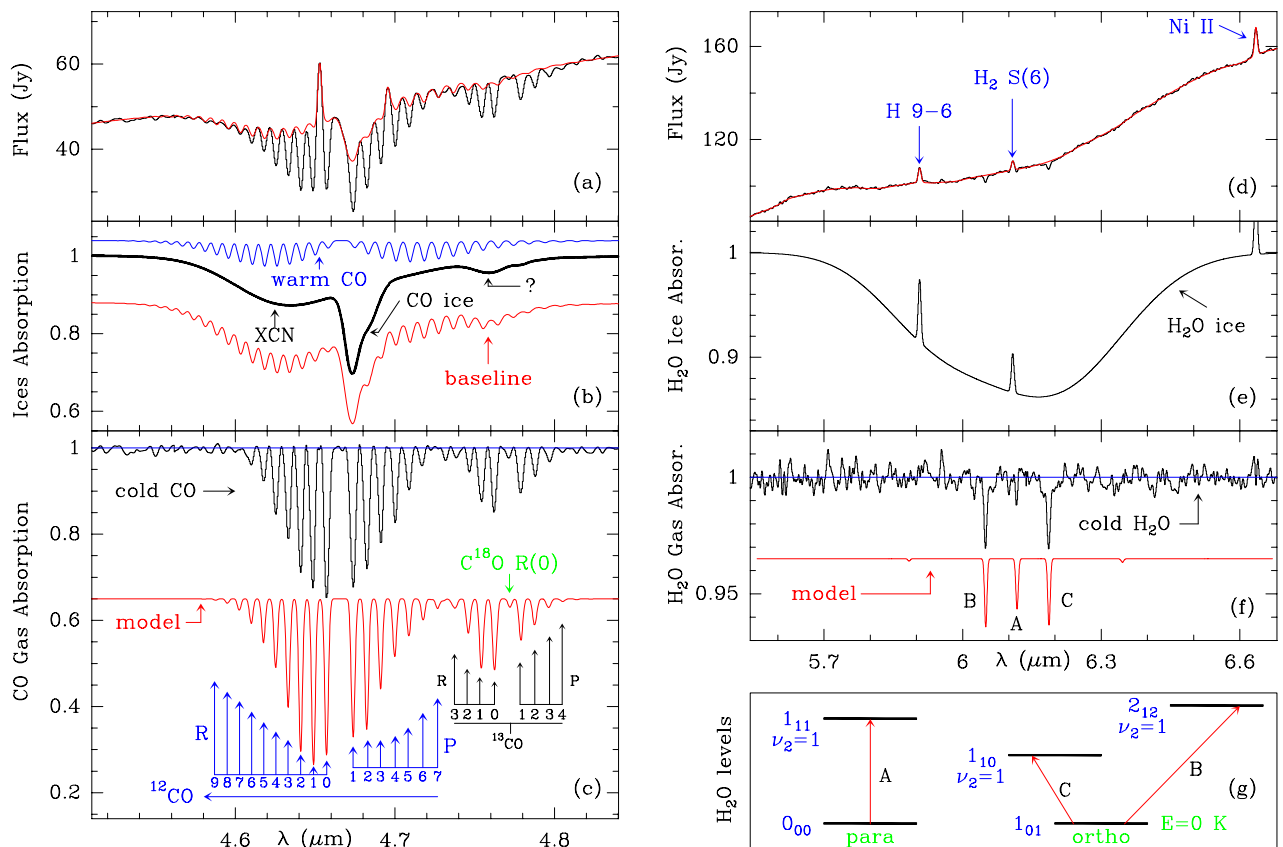 Flux (Jy)
60
40
(a)
Ices Absorption
1
0.8
0.6
warm CO
XCN
CO ice
?
baseline
(b)
CO Gas Absorption
1
0.8
0.6
0.4
0.2
cold CO
C¹⁸O R(0)
model
R
3 2 1 0
1 2 3 4
P
¹³CO
R
9 8 7 6 5 4 3 2 1 0
1 2 3 4 5 6 7
P
¹²CO
(c)
4.6 4.7 4.8
λ (μm)
Flux (Jy)
160
120
Ni II
H₂ S(6)
H 9−6
(d)
H₂O Ice Absor.
1
0.9
H₂O ice
(e)
H₂O Gas Absor.
1
0.95
cold H₂O
model
B
A
C
(f)
5.7 6 6.3 6.6
λ (μm)
H₂O levels
1₁₁
ν₂=1
A
0₀₀
para
2₁₂
ν₂=1
1₁₀
ν₂=1
C
B
1₀₁
ortho
E=0 K
(g)